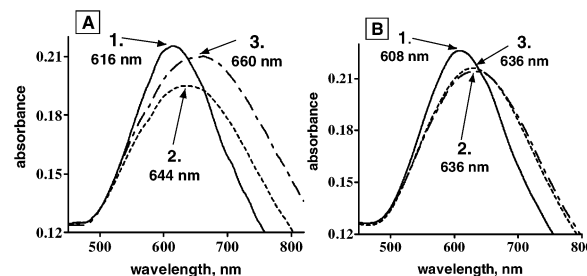 A
1.
616 nm
3.
660 nm
2.
644 nm
0.21
0.18
0.15
0.12
absorbance
500
600
700
800
wavelength, nm
B
1.
608 nm
3.
636 nm
2.
636 nm
0.21
0.18
0.15
0.12
absorbance
500
600
700
800
wavelength, nm